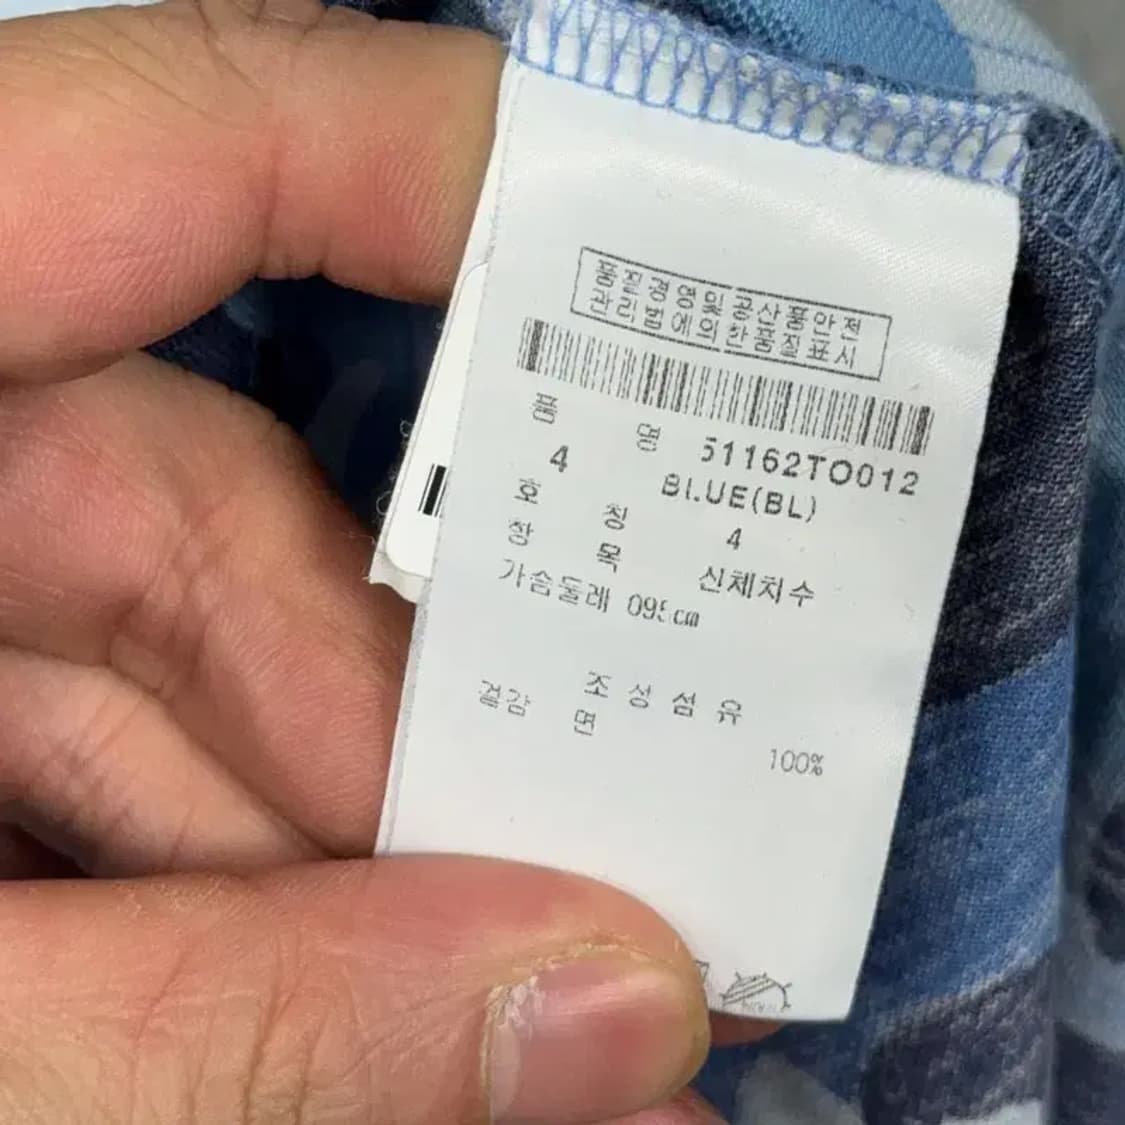 품질경영및공산품안전
관리법에의한품질표시
품 명 51162TO012
4 BLUE(BL)
호 칭 4
항 목 신체치수
가슴둘레 095cm
조성섬유
겉감 면 100%